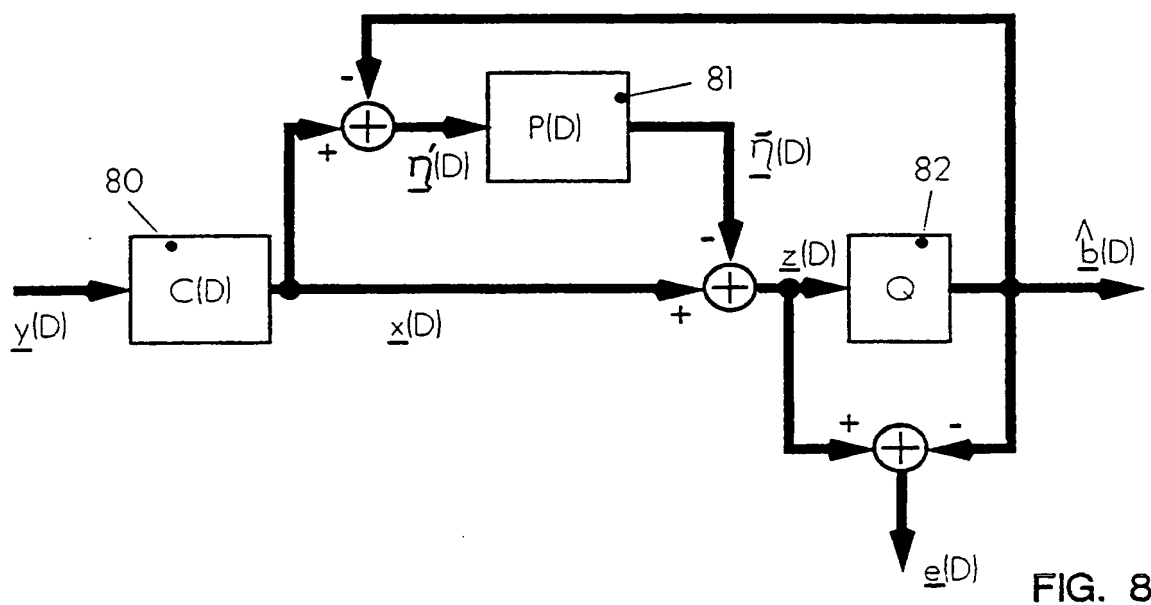 -
81
P(D)
+
η'(D)
η̄(D)
80
82
-
C(D)
z(D)
Q
b̂(D)
+
y(D)
x(D)
+
-
e(D)
FIG. 8